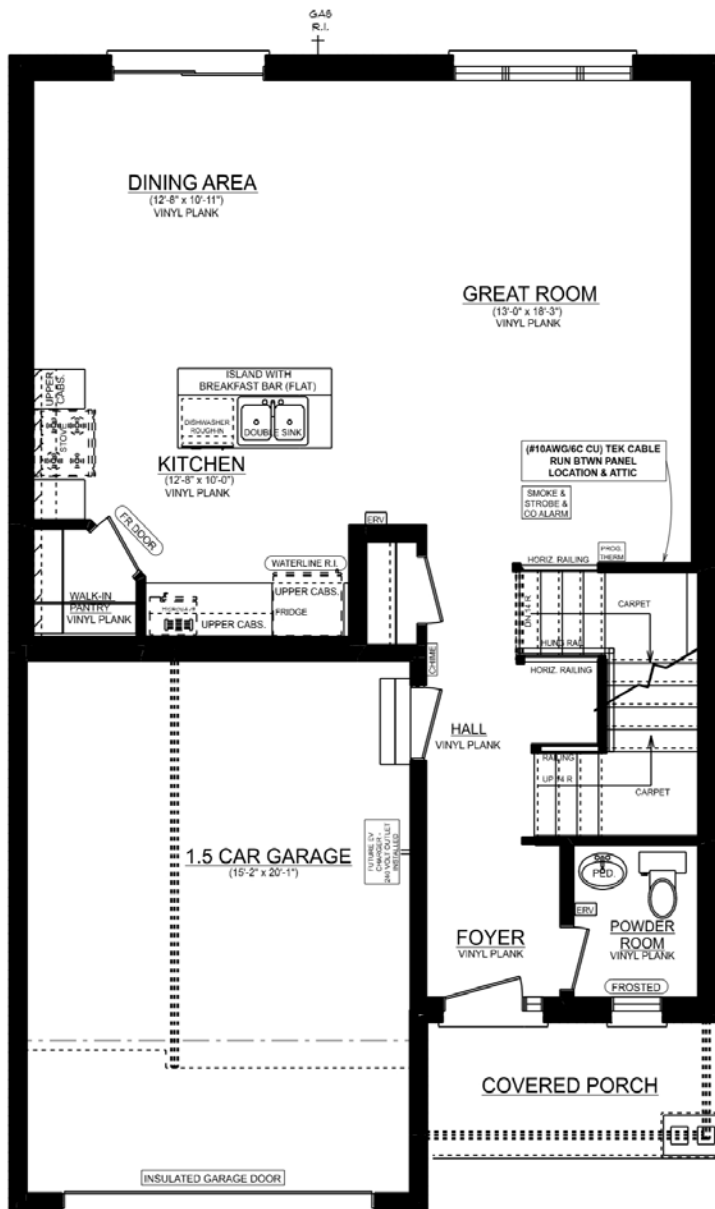 GAS
R.I.
DINING AREA
(12'-8" x 10'-11")
VINYL PLANK
GREAT ROOM
(13'-0" x 18'-3")
VINYL PLANK
ISLAND WITH
BREAKFAST BAR (FLAT)
UPPER
CABS.
DISHWASHER
ROUGH-IN
DOUBLE SINK
STOVE
KITCHEN
(12'-8" x 10'-0")
VINYL PLANK
(#10AWG/6C CU) TEK CABLE
RUN BTWN PANEL
LOCATION & ATTIC
SMOKE &
STROBE &
CO ALARM
ERV
FR DOOR
PROG.
THERM
HORIZ. RAILING
WATERLINE R.I.
WALK-IN
PANTRY
VINYL PLANK
UPPER CABS.
FRIDGE
UPPER CABS.
DN 14 R
CARPET
HORIZ. RAILING
CHIME
HALL
VINYL PLANK
RAILING
UP 14 R
CARPET
FUTURE EV
CHARGER -
240 VOLT OUTLET
INSTALLED
1.5 CAR GARAGE
(15'-2" x 20'-1")
PED.
ERV
POWDER
ROOM
VINYL PLANK
FOYER
VINYL PLANK
FROSTED
COVERED PORCH
INSULATED GARAGE DOOR